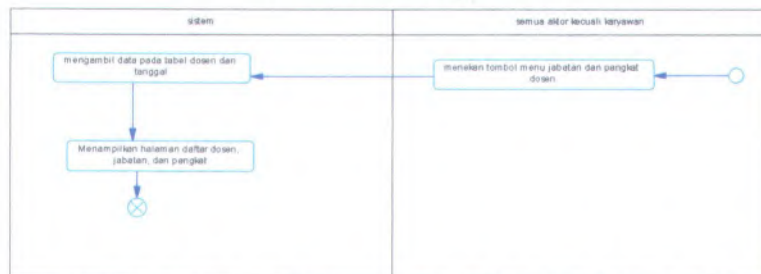 sistem
semua aktor kecuali karyawan
mengambil data pada tabel dosen dan
tanggal
menekan tombol menu jabatan dan pangkat
dosen.
Menampilkan halaman daftar dosen,
jabatan, dan pangkat